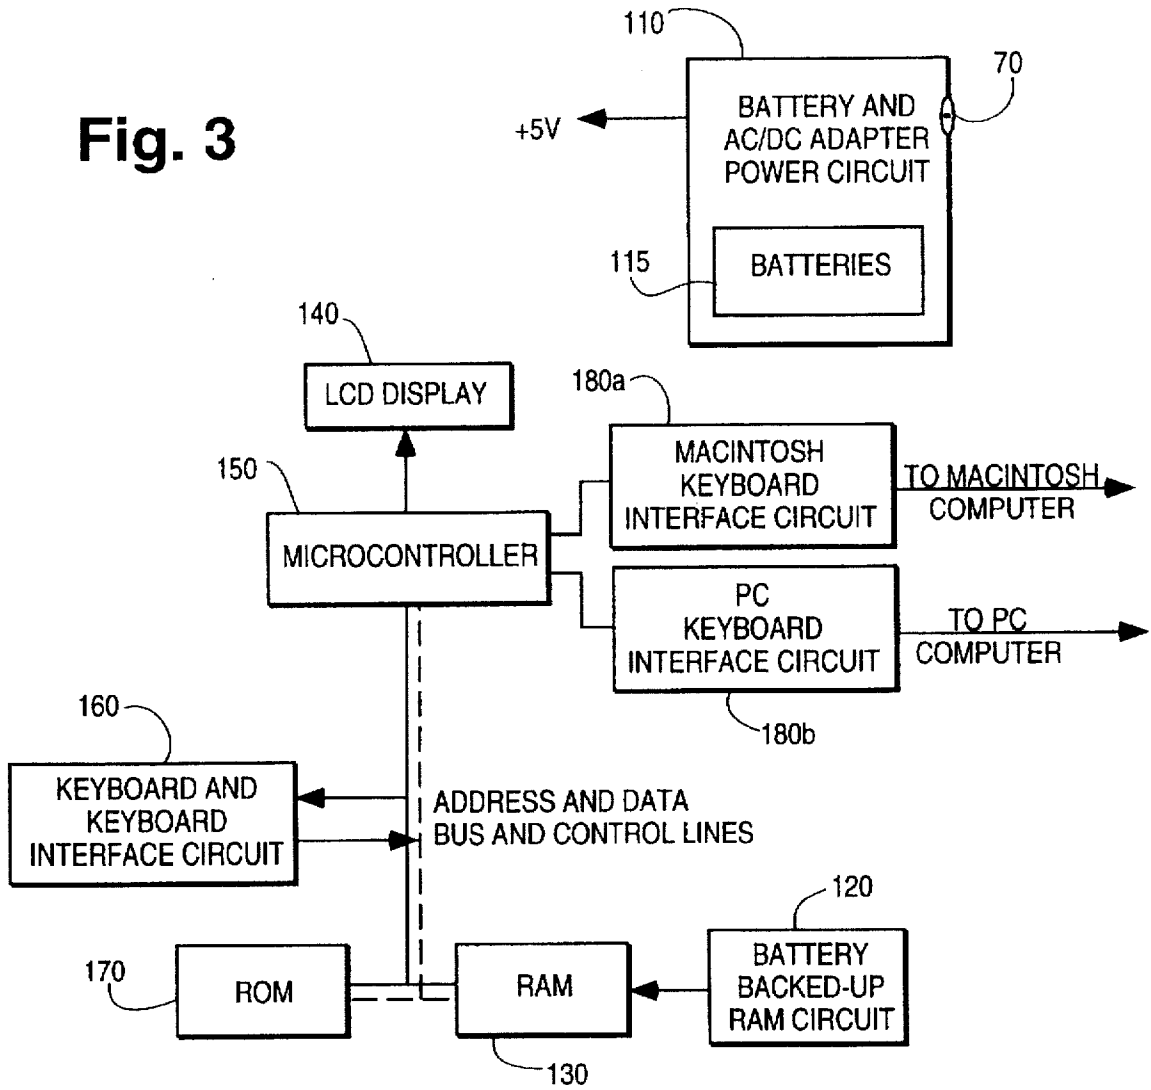 Fig. 3
110
70
+5V
BATTERY AND
AC/DC ADAPTER
POWER CIRCUIT
115
BATTERIES
140
LCD DISPLAY
180a
MACINTOSH
KEYBOARD
INTERFACE CIRCUIT
TO MACINTOSH
COMPUTER
150
MICROCONTROLLER
PC
KEYBOARD
INTERFACE CIRCUIT
TO PC
COMPUTER
180b
160
KEYBOARD AND
KEYBOARD
INTERFACE CIRCUIT
ADDRESS AND DATA
BUS AND CONTROL LINES
170
ROM
RAM
130
120
BATTERY
BACKED-UP
RAM CIRCUIT